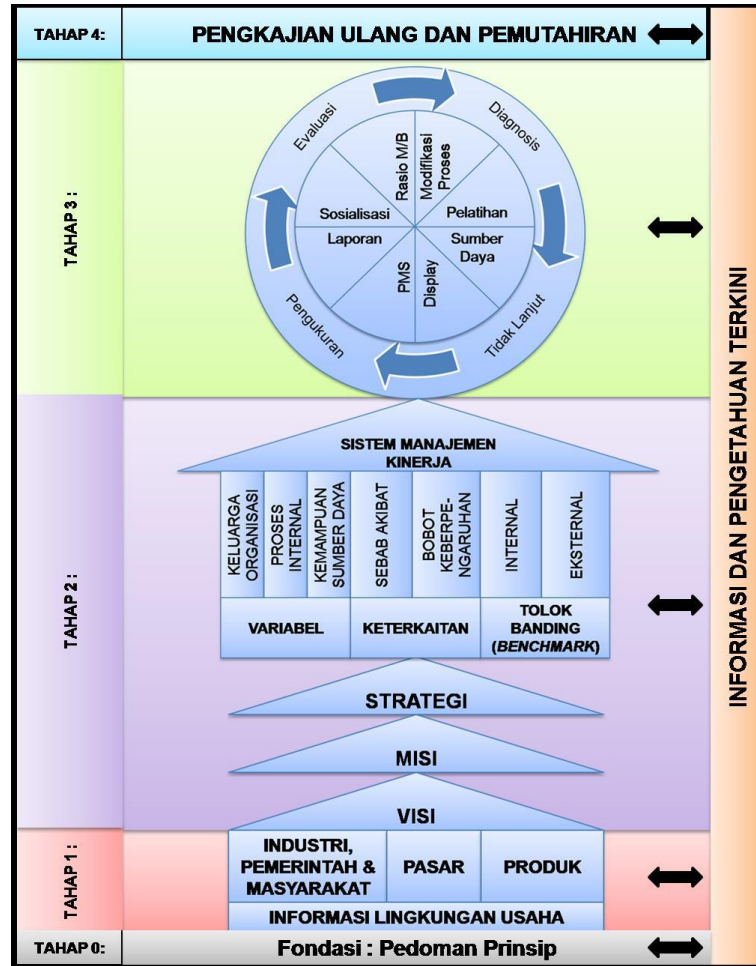 TAHAP 4:
PENGKAJIAN ULANG DAN PEMUTAHIRAN
TAHAP 3 :
Evaluasi
Diagnosis
Tidak Lanjut
Pengukuran
Rasio M/B
Modifikasi
Proses
Pelatihan
Sumber
Daya
Display
PMS
Laporan
Sosialisasi
TAHAP 2 :
SISTEM MANAJEMEN
KINERJA
KELUARGA
ORGANISASI
PROSES
INTERNAL
KEMAMPUAN
SUMBER DAYA
SEBAB AKIBAT
BOBOT
KEBERPE-
NGARUHAN
INTERNAL
EKSTERNAL
VARIABEL
KETERKAITAN
TOLOK
BANDING
(BENCHMARK)
STRATEGI
MISI
VISI
TAHAP 1 :
INDUSTRI,
PEMERINTAH &
MASYARAKAT
PASAR
PRODUK
INFORMASI LINGKUNGAN USAHA
TAHAP 0:
Fondasi : Pedoman Prinsip
INFORMASI DAN PENGETAHUAN TERKINI